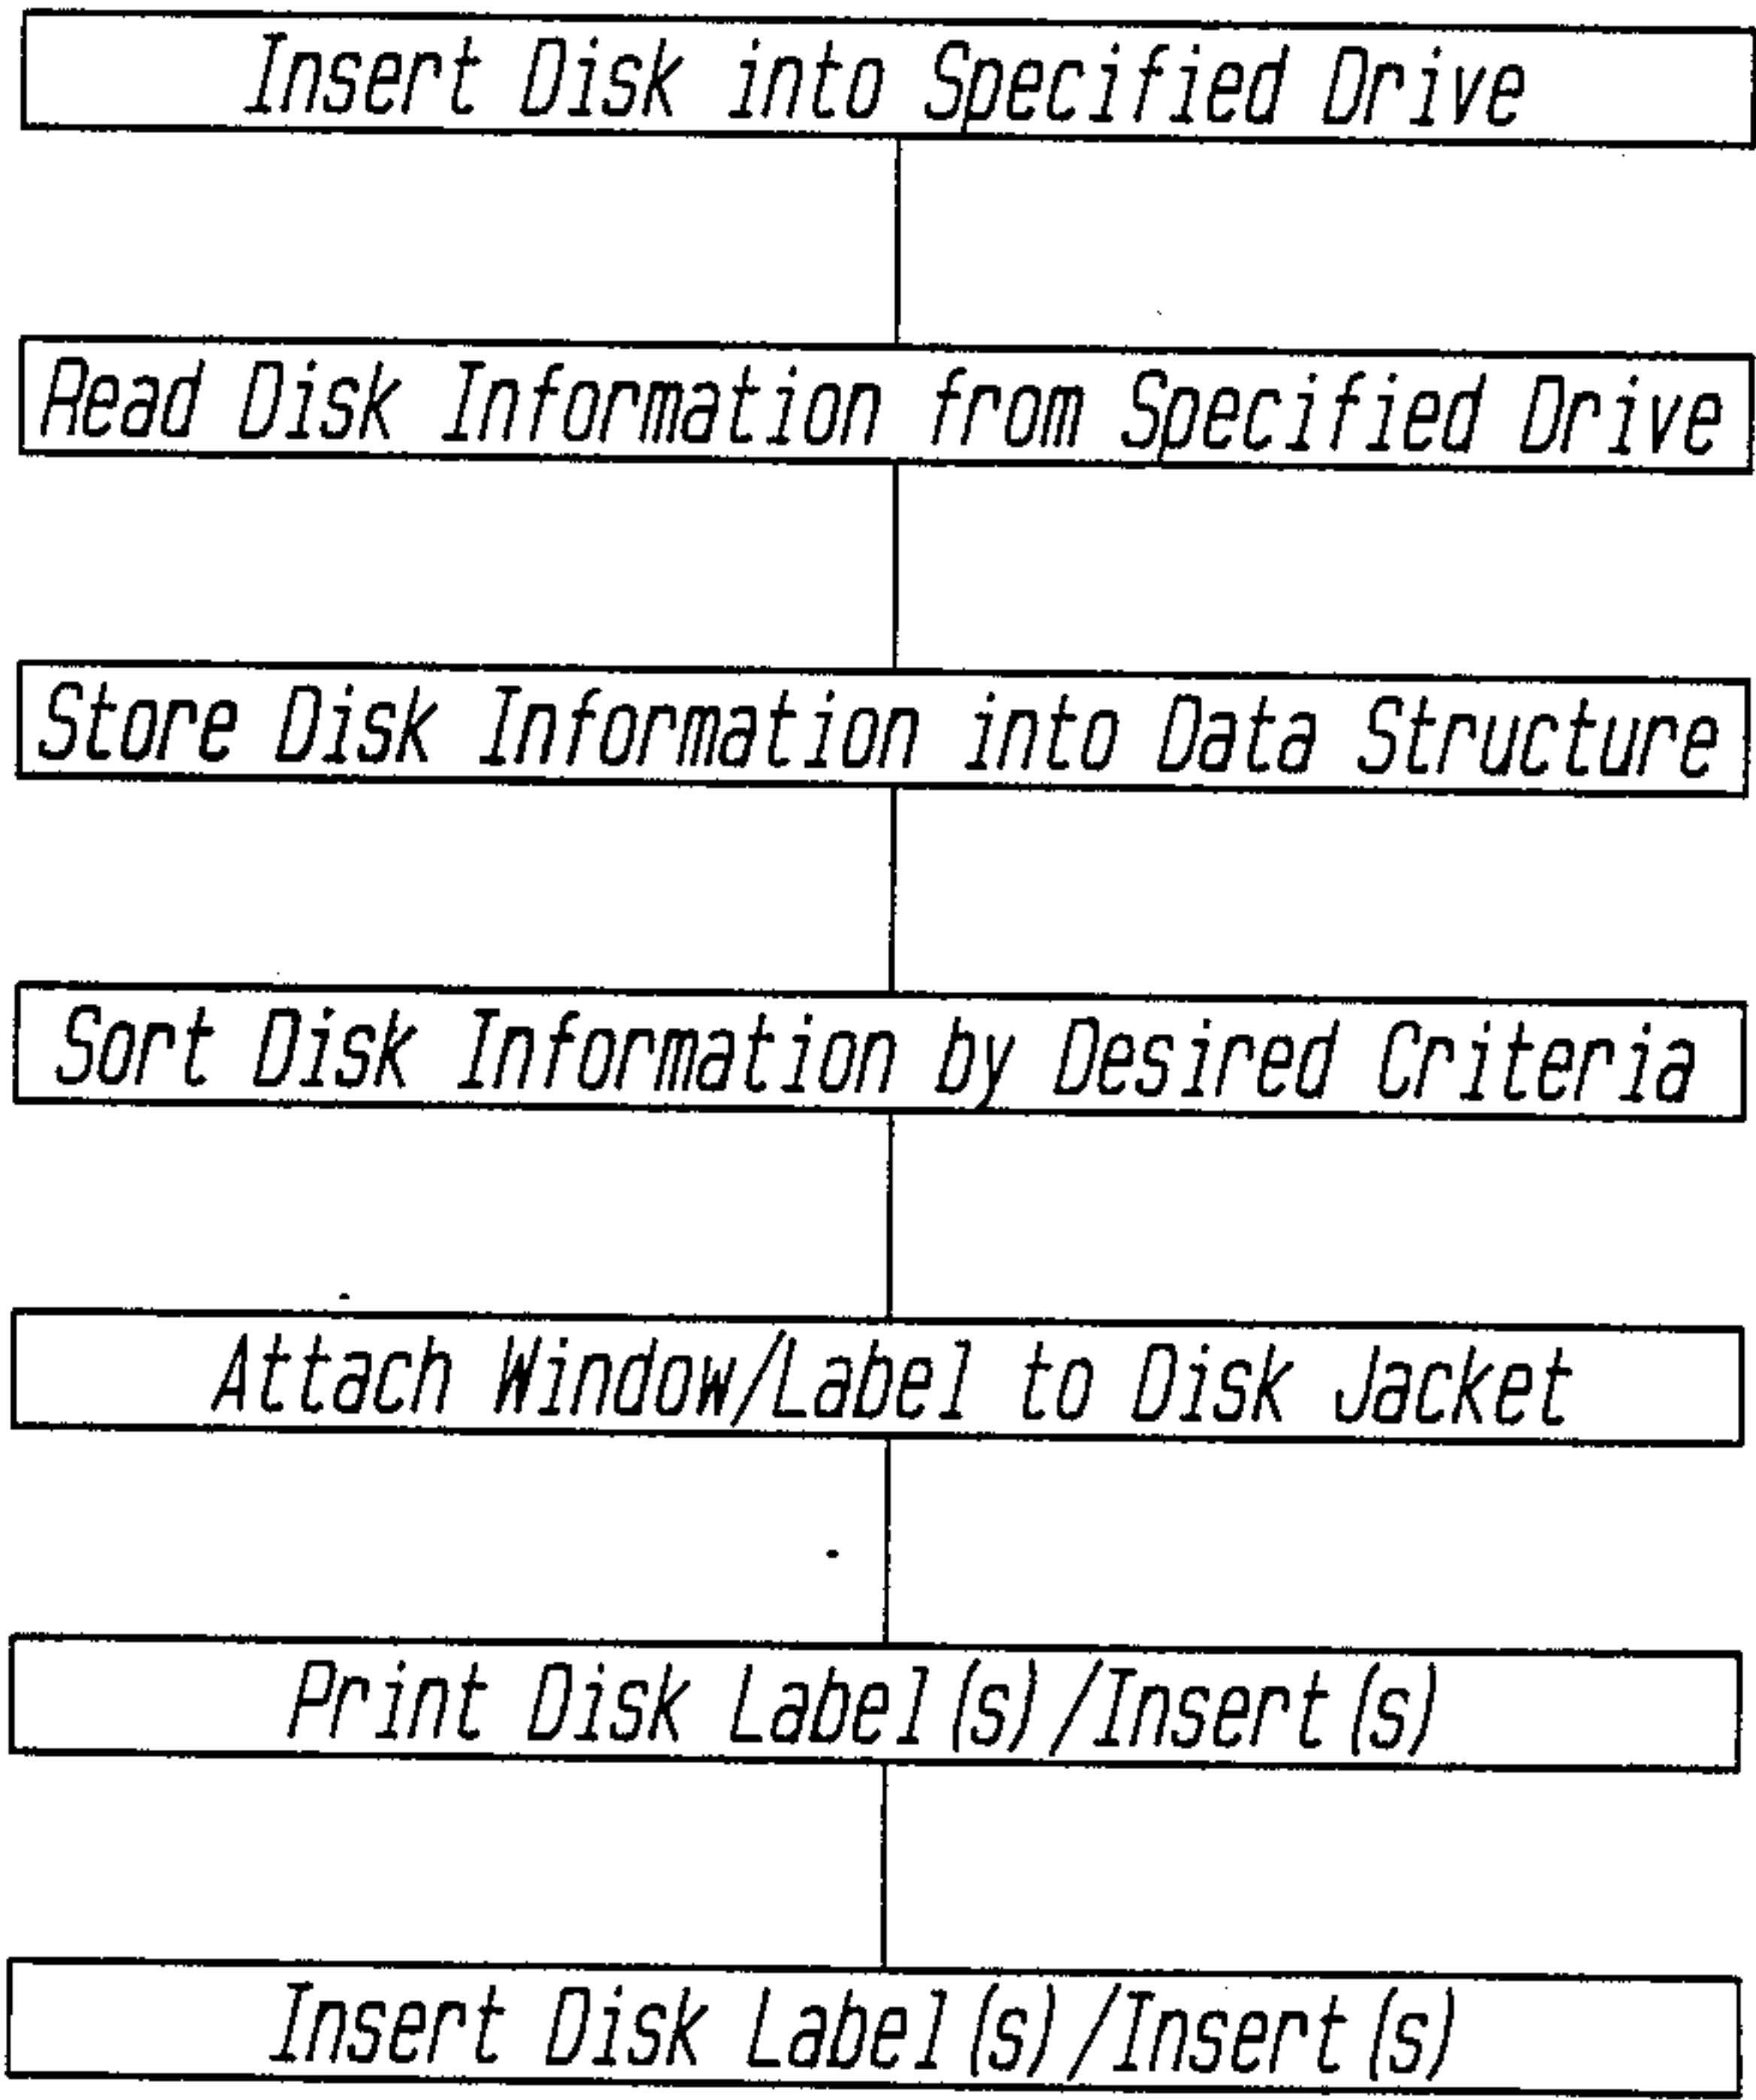 Insert Disk into Specified Drive
Read Disk Information from Specified Drive
Store Disk Information into Data Structure
Sort Disk Information by Desired Criteria
Attach Window/Label to Disk Jacket
Print Disk Label(s)/Insert(s)
Insert Disk Label(s)/Insert(s)